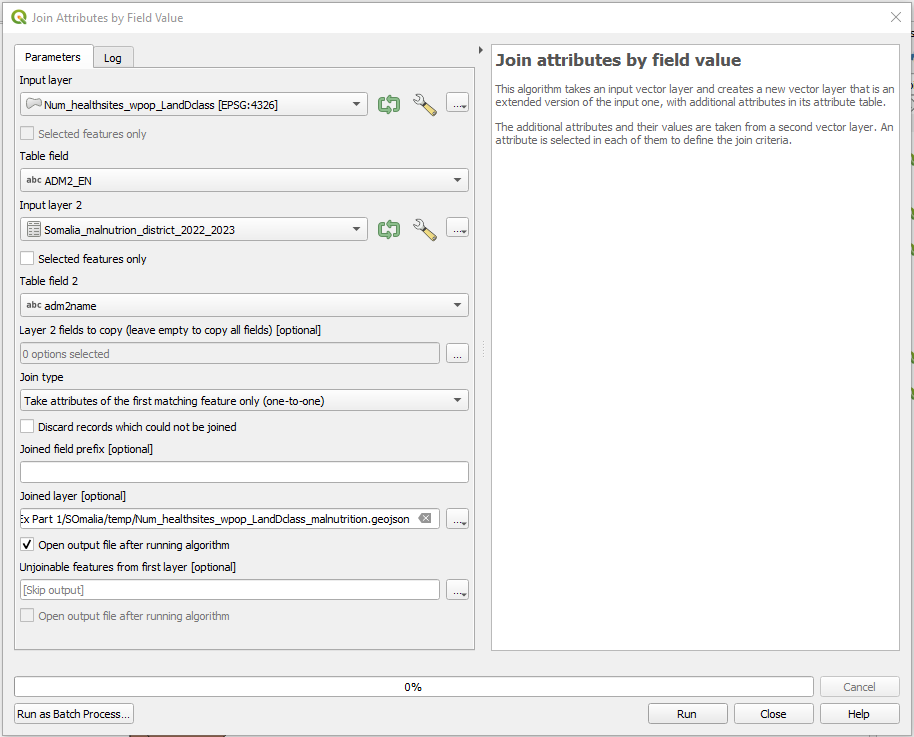 Join Attributes by Field Value
Parameters
Log
Input layer
Num_healthsites_wpop_LandDclass [EPSG:4326]
...
Selected features only
Table field
abc ADM2_EN
Input layer 2
Somalia_malnutrion_district_2022_2023
...
Selected features only
Table field 2
abc adm2name
Layer 2 fields to copy (leave empty to copy all fields) [optional]
0 options selected
...
Join type
Take attributes of the first matching feature only (one-to-one)
Discard records which could not be joined
Joined field prefix [optional]
Joined layer [optional]
Ex Part 1/SOmalia/temp/Num_healthsites_wpop_LandDclass_malnutrition.geojson
...
Open output file after running algorithm
Unjoinable features from first layer [optional]
[Skip output]
...
Open output file after running algorithm
Join attributes by field value
This algorithm takes an input vector layer and creates a new vector layer that is an
extended version of the input one, with additional attributes in its attribute table.
The additional attributes and their values are taken from a second vector layer. An
attribute is selected in each of them to define the join criteria.
0%
Cancel
Run as Batch Process...
Run
Close
Help